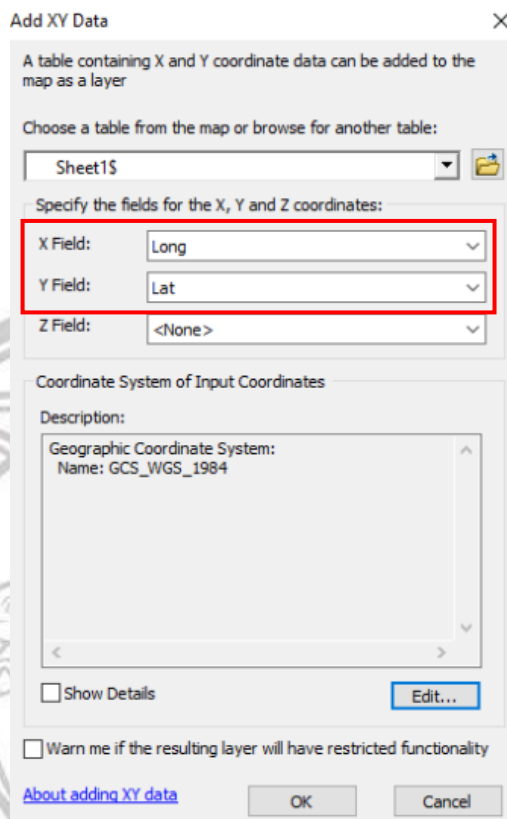 Add XY Data
A table containing X and Y coordinate data can be added to the
map as a layer
Choose a table from the map or browse for another table:
Sheet1$
Specify the fields for the X, Y and Z coordinates:
X Field:
Long
Y Field:
Lat
Z Field:
<None>
Coordinate System of Input Coordinates
Description:
Geographic Coordinate System:
Name: GCS_WGS_1984
Show Details
Edit...
Warn me if the resulting layer will have restricted functionality
About adding XY data
OK
Cancel